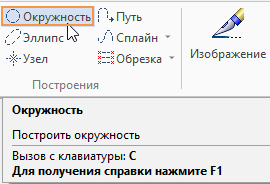 Окружность Путь
Эллипс Сплайн
Узел Обрезка
Изображение
Построения
Окружность
Построить окружность
Вызов с клавиатуры: C
Для получения справки нажмите F1